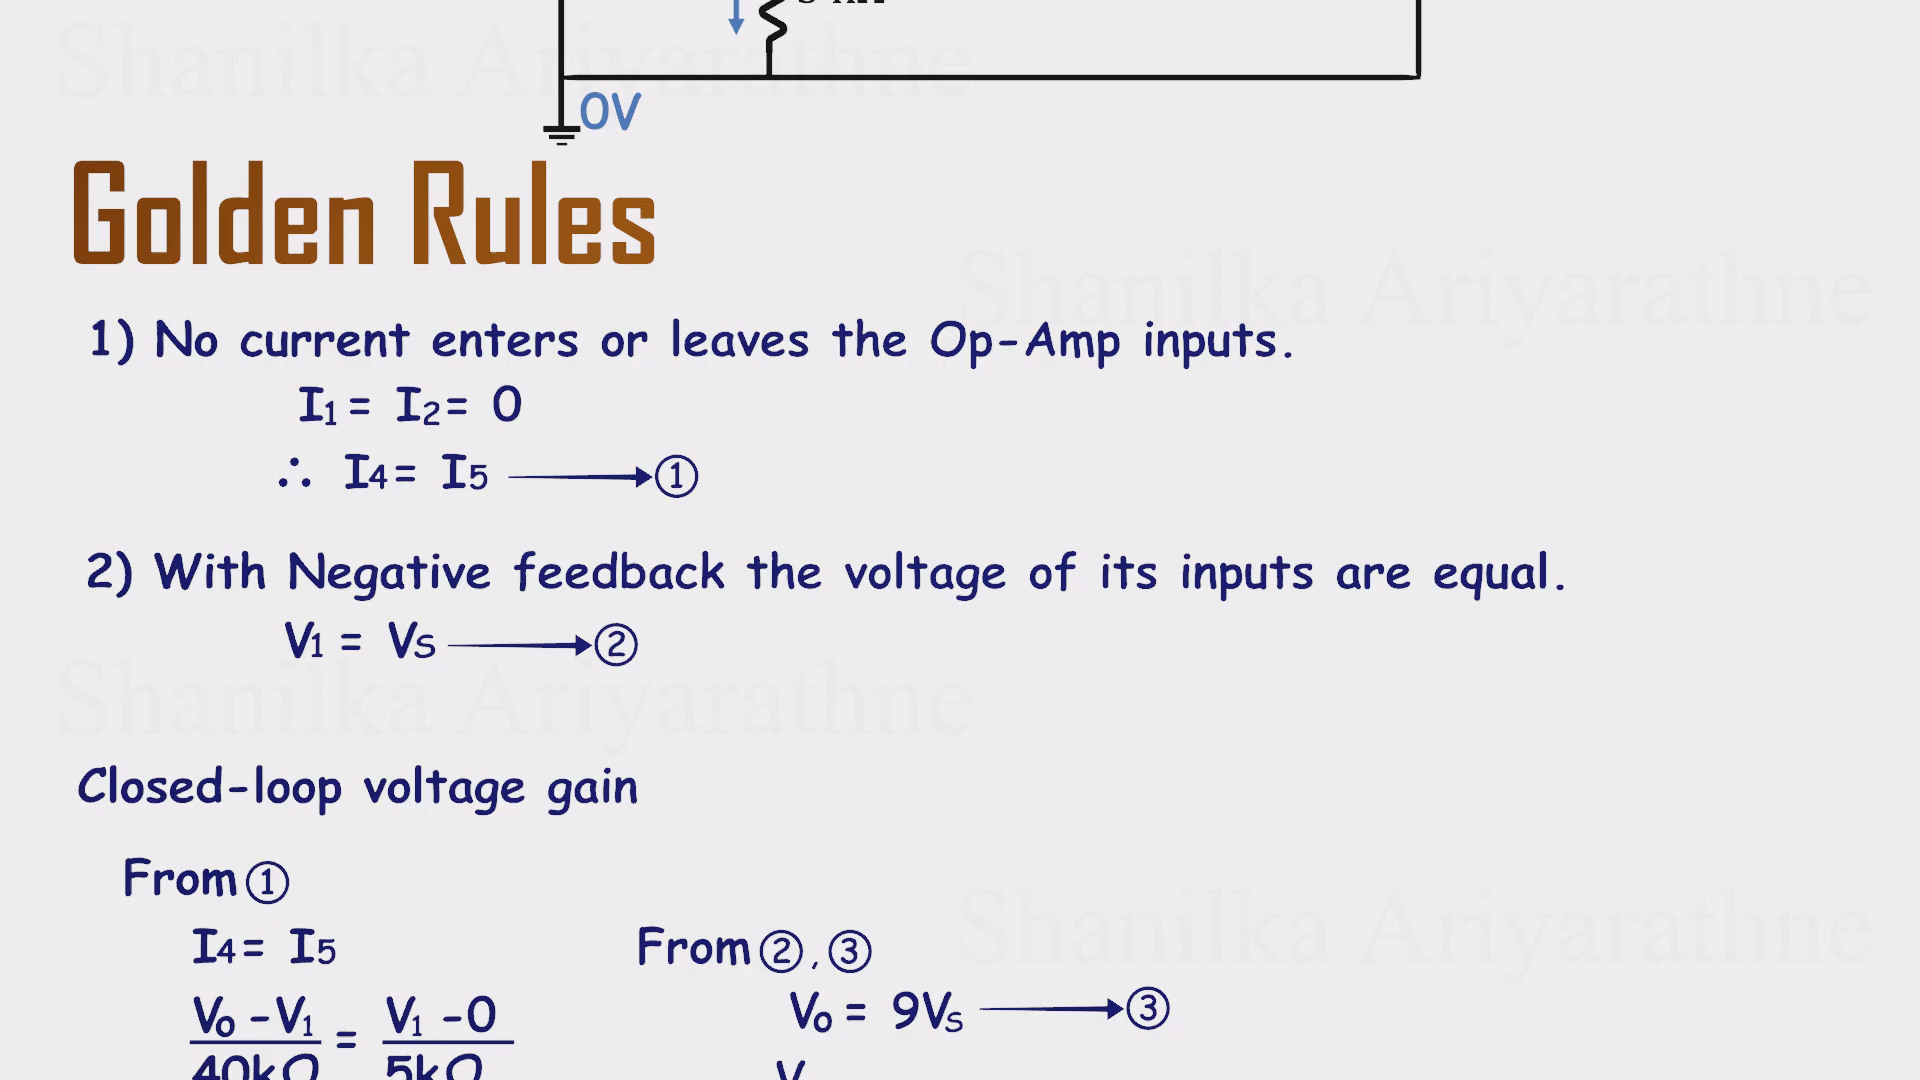 Shanilka Ariyarathne
0V
Golden Rules
Shanilka Ariyarathne
1) No current enters or leaves the Op-Amp inputs.
I1 = I2 = 0
∴ I4 = I5 → ①
2) With Negative feedback the voltage of its inputs are equal.
V1 = VS → ②
Shanilka Ariyarathne
Closed-loop voltage gain
From ①
Shanilka Ariyarathne
I4 = I5
From ② , ③
Vo - V1 = V1 - 0
40kΩ 5kΩ
Vo = 9VS → ③
V